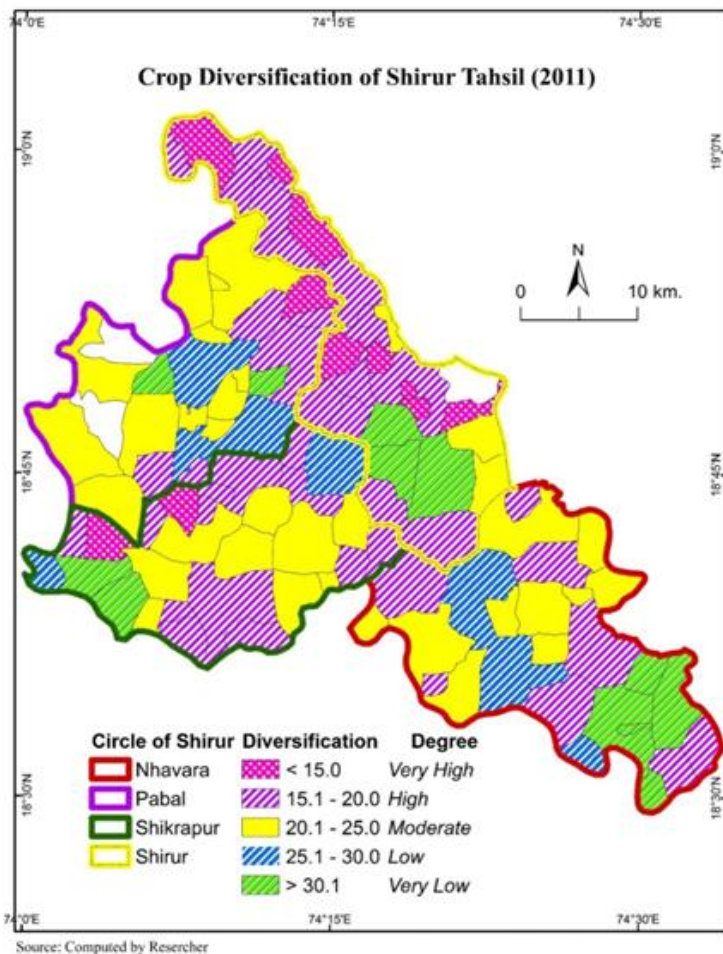 74°0'E 74°15'E 74°30'E
Crop Diversification of Shirur Tahsil (2011)
19°0'N 19°0'N
N
0 10 km.
18°45'N 18°45'N
Circle of Shirur Diversification Degree
Nhavara < 15.0 Very High
Pabal 15.1 - 20.0 High
Shikrapur 20.1 - 25.0 Moderate
Shirur 25.1 - 30.0 Low
> 30.1 Very Low
18°30'N 18°30'N
74°0'E 74°15'E 74°30'E
Source: Computed by Resercher